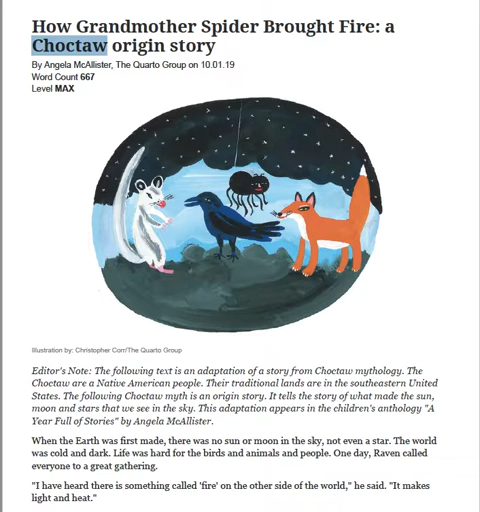 How Grandmother Spider Brought Fire: a
Choctaw origin story
By Angela McAllister, The Quarto Group on 10.01.19
Word Count 667
Level MAX
Illustration by: Christopher Corr/The Quarto Group
Editor's Note: The following text is an adaptation of a story from Choctaw mythology. The
Choctaw are a Native American people. Their traditional lands are in the southeastern United
States. The following Choctaw myth is an origin story. It tells the story of what made the sun,
moon and stars that we see in the sky. This adaptation appears in the children's anthology "A
Year Full of Stories" by Angela McAllister.
When the Earth was first made, there was no sun or moon in the sky, not even a star. The world
was cold and dark. Life was hard for the birds and animals and people. One day, Raven called
everyone to a great gathering.
"I have heard there is something called 'fire' on the other side of the world," he said. "It makes
light and heat."